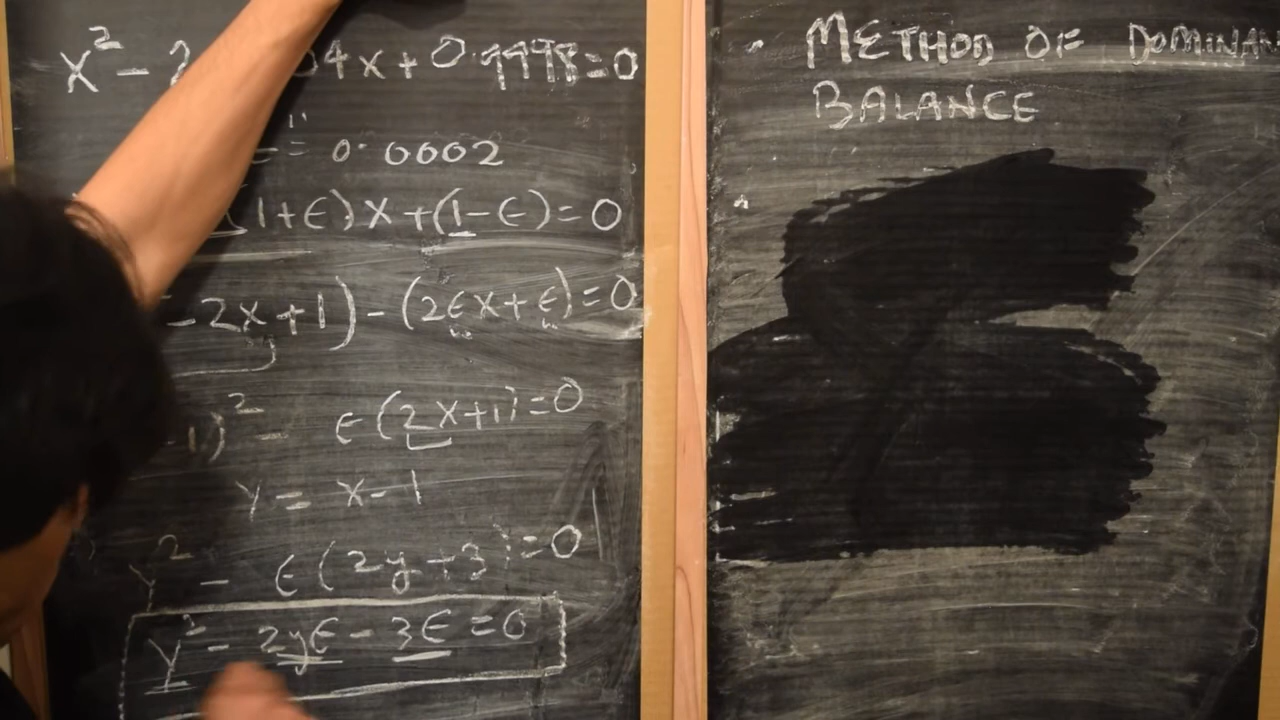 x² - 2 04x + 0.9998 = 0
= 0.0002
(1+ϵ)x + (1-ϵ) = 0
-2x+1) - (2ϵx+ϵ) = 0
)² - ϵ(2x+1) = 0
y = x-1
y² - ϵ(2y+3) = 0
y² - 2yϵ - 3ϵ = 0
· METHOD OF DOMINAN
BALANCE